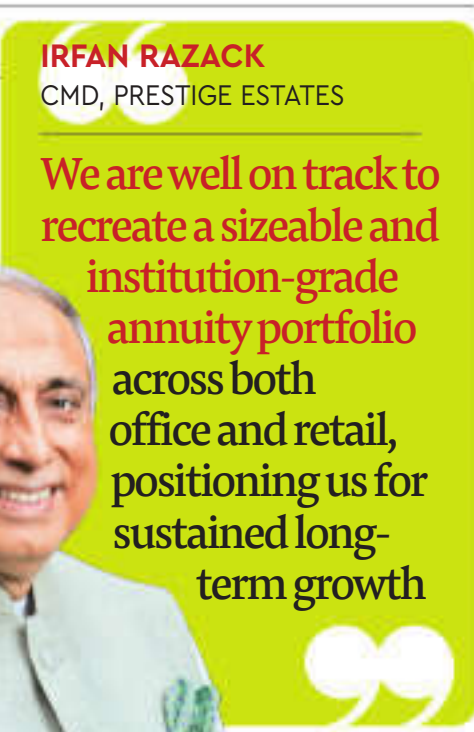 IRFAN RAZACK
CMD, PRESTIGE ESTATES
We are well on track to
recreate a sizeable and
institution-grade
annuity portfolio
across both
office and retail,
positioning us for
sustained long-
term growth